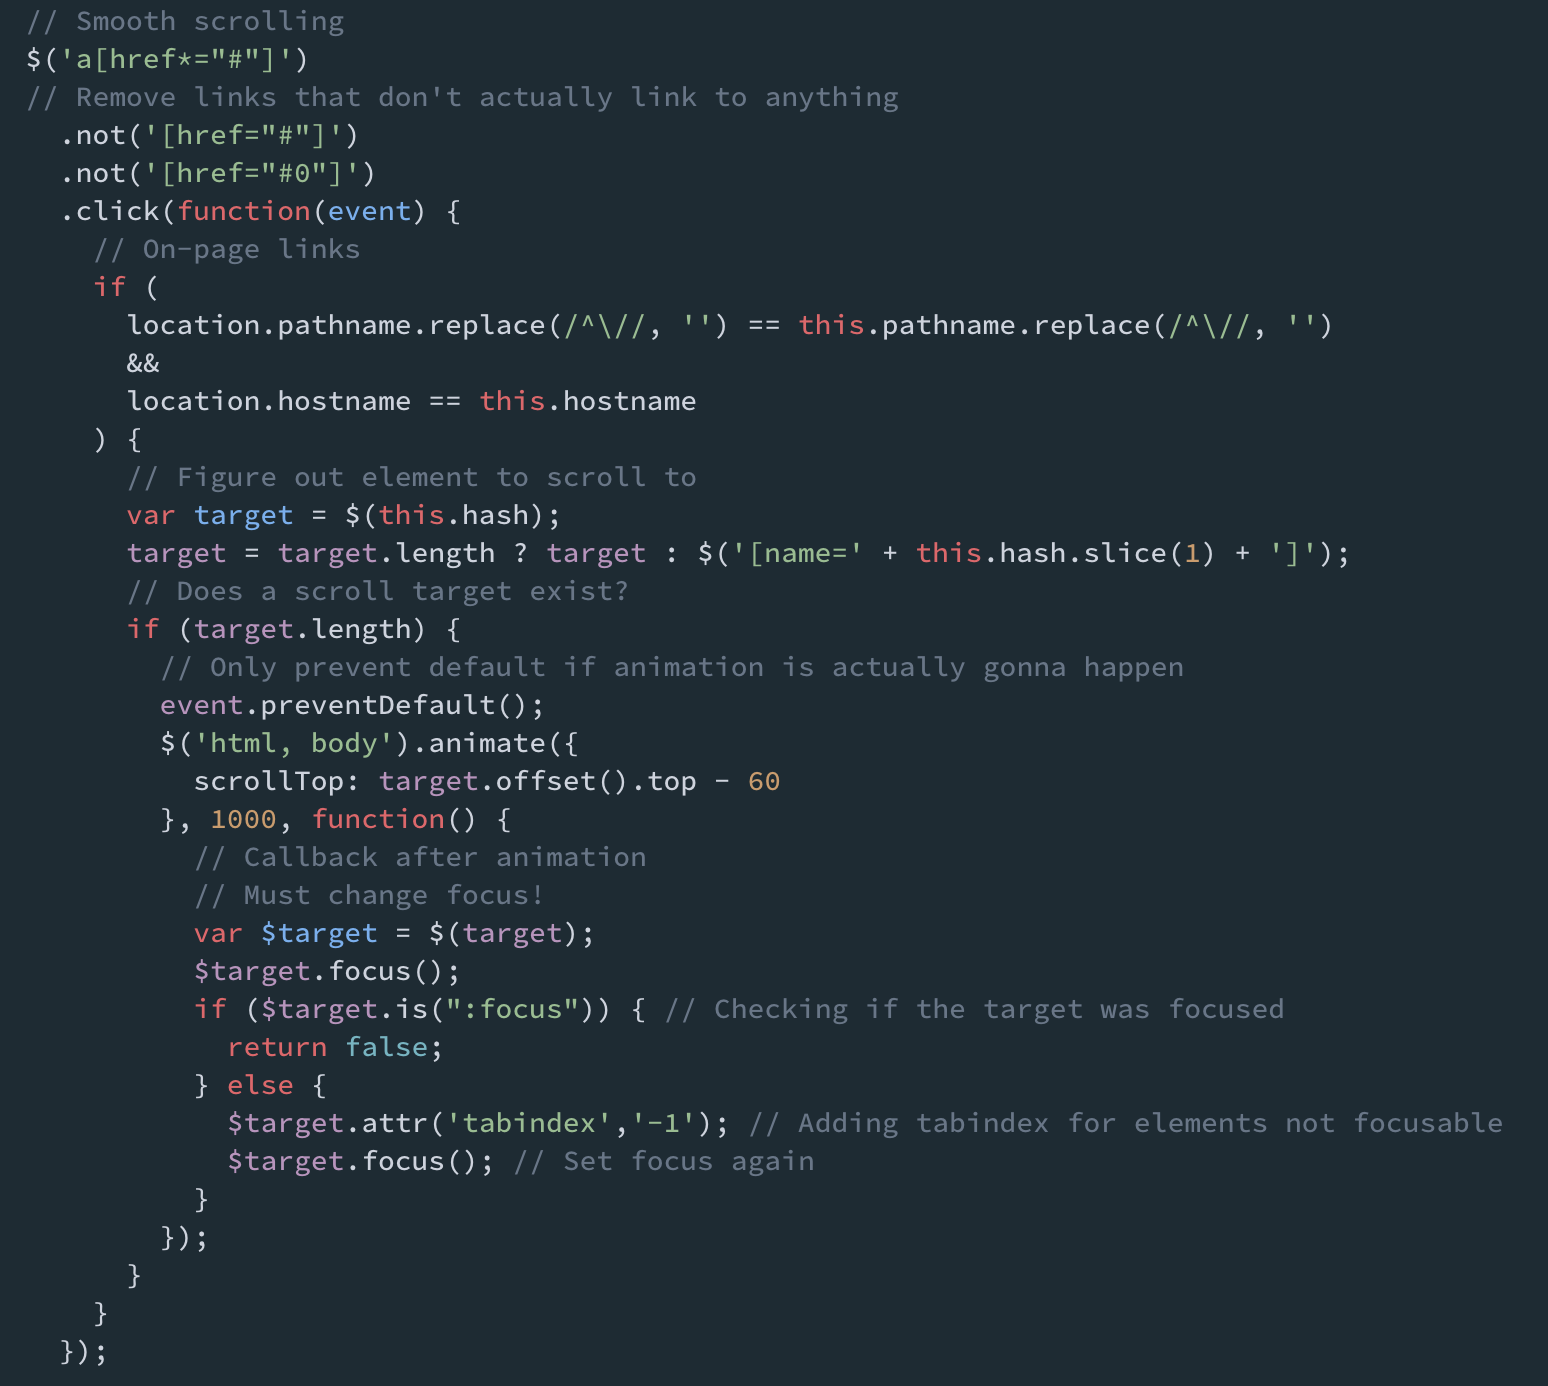 // Smooth scrolling
$('a[href*="#"]')
// Remove links that don't actually link to anything
  .not('[href="#"]')
  .not('[href="#0"]')
  .click(function(event) {
    // On-page links
    if (
      location.pathname.replace(/^\//, '') == this.pathname.replace(/^\//, '')
      &&
      location.hostname == this.hostname
    ) {
      // Figure out element to scroll to
      var target = $(this.hash);
      target = target.length ? target : $('[name=' + this.hash.slice(1) + ']');
      // Does a scroll target exist?
      if (target.length) {
        // Only prevent default if animation is actually gonna happen
        event.preventDefault();
        $('html, body').animate({
          scrollTop: target.offset().top - 60
        }, 1000, function() {
          // Callback after animation
          // Must change focus!
          var $target = $(target);
          $target.focus();
          if ($target.is(":focus")) { // Checking if the target was focused
            return false;
          } else {
            $target.attr('tabindex','-1'); // Adding tabindex for elements not focusable
            $target.focus(); // Set focus again
          }
        });
      }
    }
  });